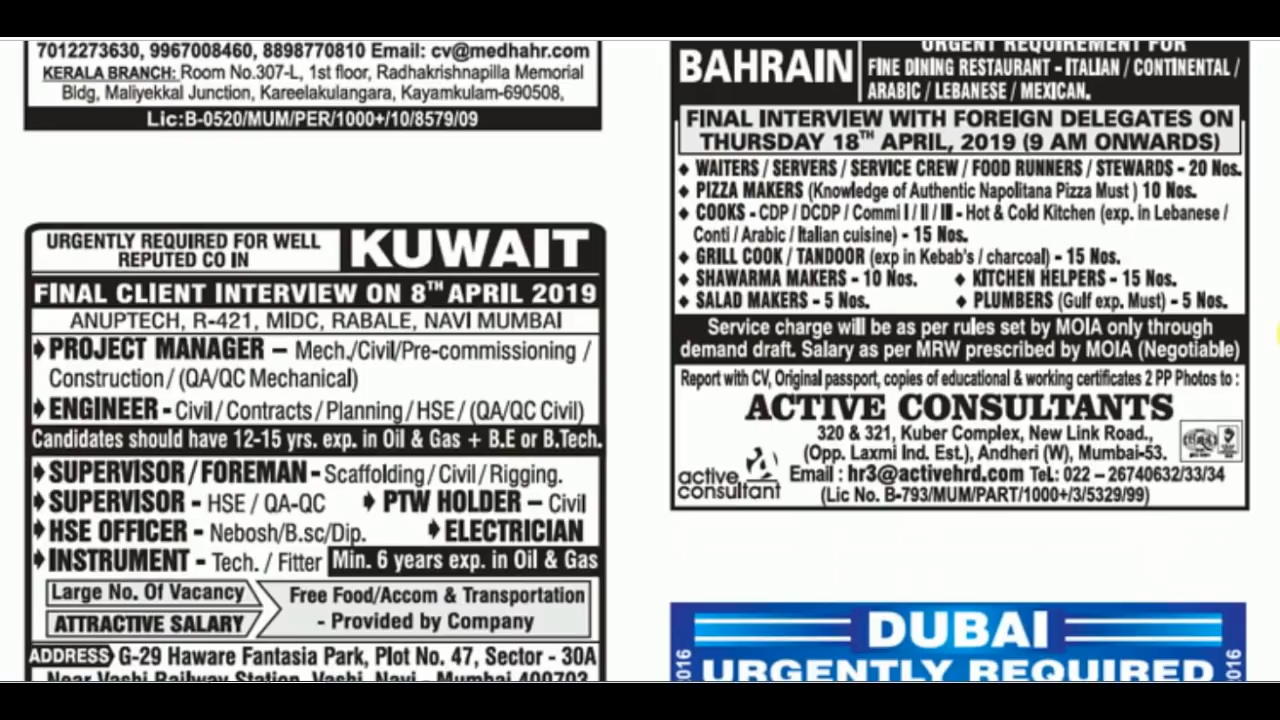 7012273630, 9967008460, 8898770810 Email: cv@medhahr.com
KERALA BRANCH: Room No.307-L, 1st floor, Radhakrishnapilla Memorial
Bldg, Maliyekkal Junction, Kareelakulangara, Kayamkulam-690508,
Lic:B-0520/MUM/PER/1000+/10/8579/09
URGENTLY REQUIRED FOR WELL
REPUTED CO IN
KUWAIT
FINAL CLIENT INTERVIEW ON 8TH APRIL 2019
ANUPTECH, R-421, MIDC, RABALE, NAVI MUMBAI
PROJECT MANAGER – Mech./Civil/Pre-commissioning /
Construction / (QA/QC Mechanical)
ENGINEER - Civil / Contracts / Planning / HSE / (QA/QC Civil)
Candidates should have 12-15 yrs. exp. in Oil & Gas + B.E or B.Tech.
SUPERVISOR / FOREMAN - Scaffolding / Civil / Rigging.
SUPERVISOR - HSE / QA-QC PTW HOLDER – Civil
HSE OFFICER - Nebosh/B.sc/Dip. ELECTRICIAN
INSTRUMENT - Tech. / Fitter Min. 6 years exp. in Oil & Gas
Large No. Of Vacancy
ATTRACTIVE SALARY
Free Food/Accom & Transportation
- Provided by Company
ADDRESS G-29 Haware Fantasia Park, Plot No. 47, Sector - 30A
Near Vashi Railway Station, Vashi, Navi - Mumbai 400703
BAHRAIN
URGENT REQUIREMENT FOR
FINE DINING RESTAURANT - ITALIAN / CONTINENTAL /
ARABIC / LEBANESE / MEXICAN.
FINAL INTERVIEW WITH FOREIGN DELEGATES ON
THURSDAY 18TH APRIL, 2019 (9 AM ONWARDS)
♦ WAITERS / SERVERS / SERVICE CREW / FOOD RUNNERS / STEWARDS - 20 Nos.
♦ PIZZA MAKERS (Knowledge of Authentic Napolitana Pizza Must ) 10 Nos.
♦ COOKS - CDP / DCDP / Commi I / II / III - Hot & Cold Kitchen (exp. in Lebanese /
Conti / Arabic / Italian cuisine) - 15 Nos.
♦ GRILL COOK / TANDOOR (exp in Kebab's / charcoal) - 15 Nos.
♦ SHAWARMA MAKERS - 10 Nos. ♦ KITCHEN HELPERS - 15 Nos.
♦ SALAD MAKERS - 5 Nos. ♦ PLUMBERS (Gulf exp. Must) - 5 Nos.
Service charge will be as per rules set by MOIA only through
demand draft. Salary as per MRW prescribed by MOIA (Negotiable)
Report with CV, Original passport, copies of educational & working certificates 2 PP Photos to :
ACTIVE CONSULTANTS
320 & 321, Kuber Complex, New Link Road.,
(Opp. Laxmi Ind. Est.), Andheri (W), Mumbai-53.
Email : hr3@activehrd.com Tel: 022 – 26740632/33/34
(Lic No. B-793/MUM/PART/1000+/3/5329/99)
active
consultant
DUBAI
URGENTLY REQUIRED
2016
2016